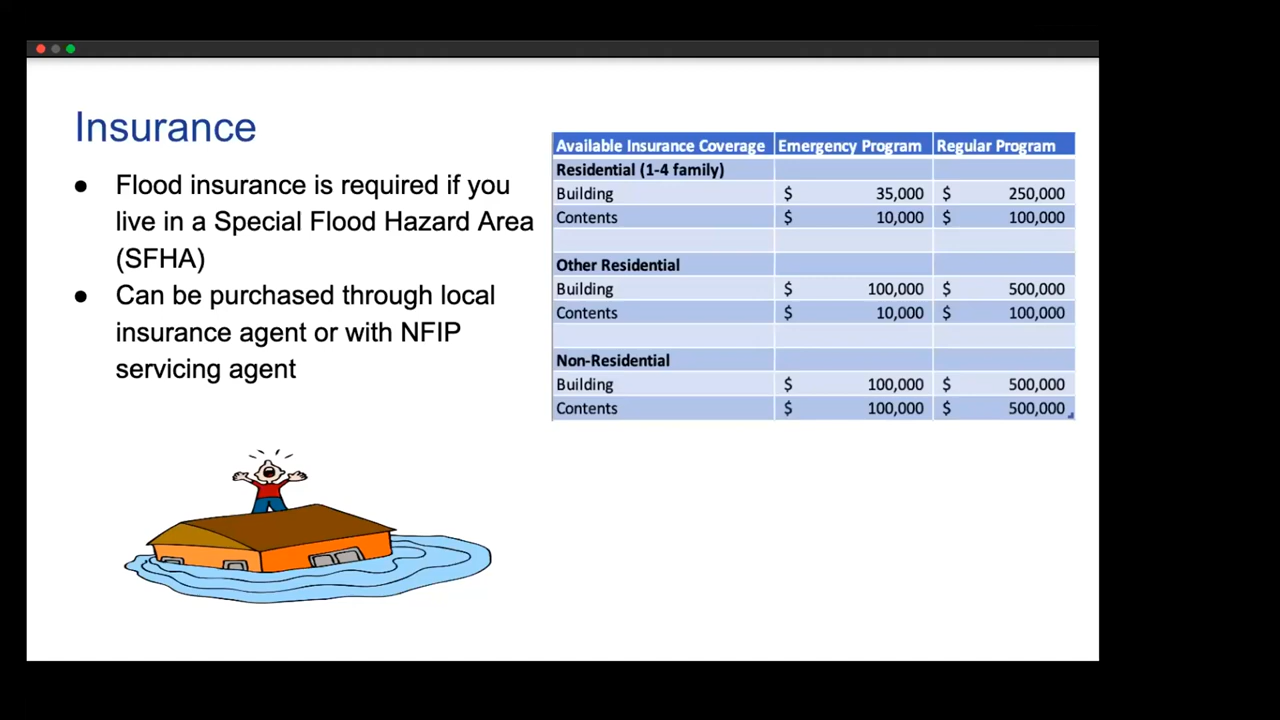 Insurance
● Flood insurance is required if you
live in a Special Flood Hazard Area
(SFHA)
● Can be purchased through local
insurance agent or with NFIP
servicing agent
Available Insurance Coverage Emergency Program Regular Program
Residential (1-4 family)
Building $ 35,000 $ 250,000
Contents $ 10,000 $ 100,000
Other Residential
Building $ 100,000 $ 500,000
Contents $ 10,000 $ 100,000
Non-Residential
Building $ 100,000 $ 500,000
Contents $ 100,000 $ 500,000